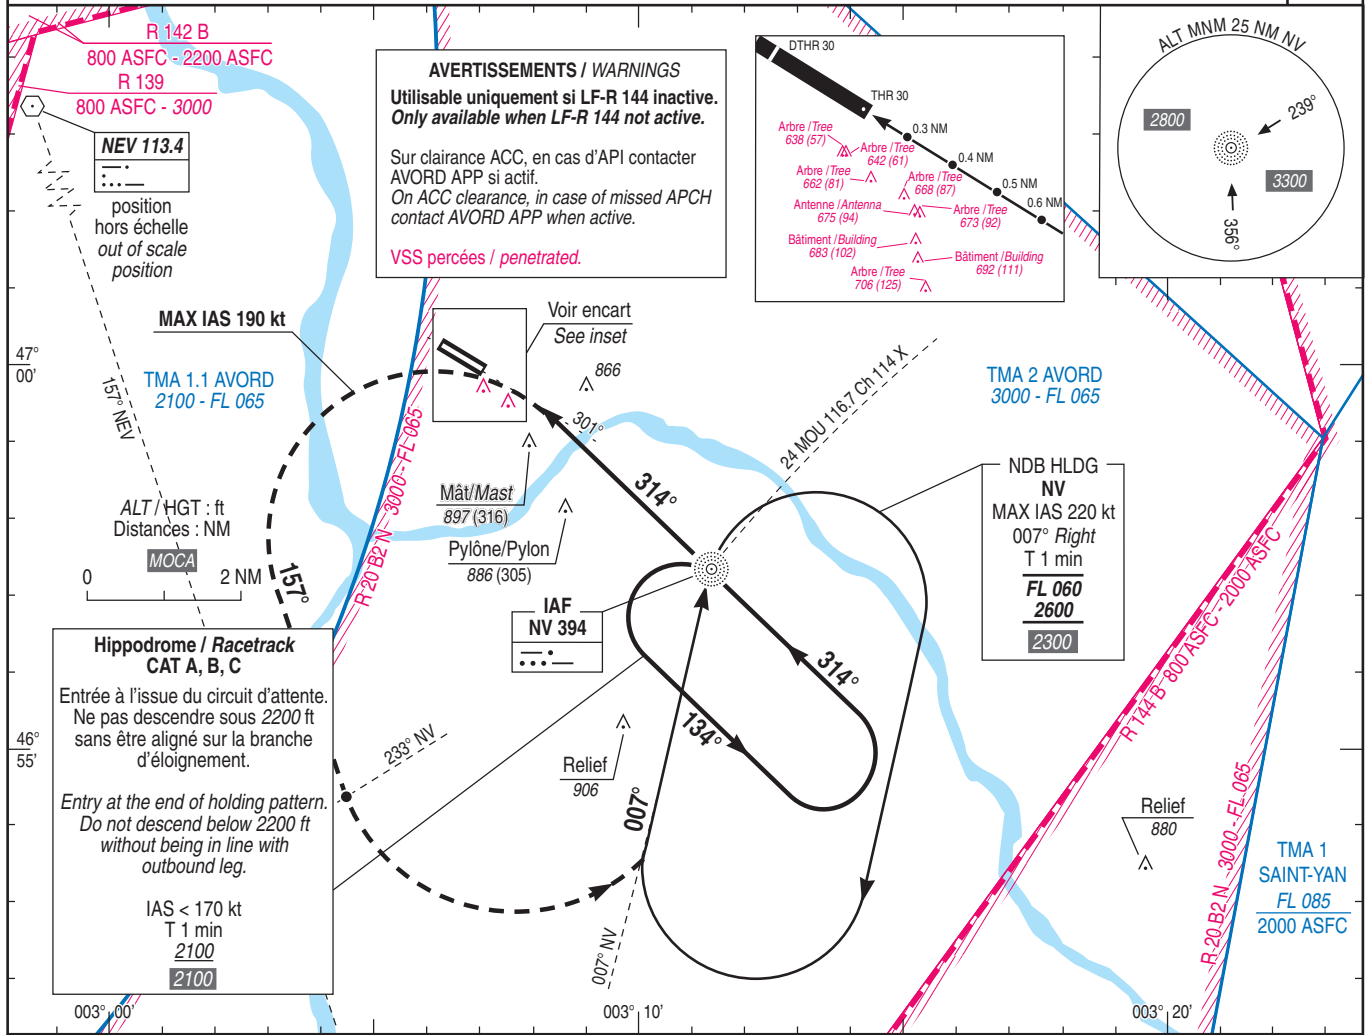 R 142 B
800 ASFC - 2200 ASFC
R 139
800 ASFC - 3000
NEV 113.4
position
hors échelle
out of scale
position
AVERTISSEMENTS / WARNINGS
Utilisable uniquement si LF-R 144 inactive.
Only available when LF-R 144 not active.
Sur clairance ACC, en cas d'API contacter
AVORD APP si actif.
On ACC clearance, in case of missed APCH
contact AVORD APP when active.
VSS percées / penetrated.
DTHR 30
THR 30
0.3 NM
0.4 NM
0.5 NM
0.6 NM
Arbre /Tree
638 (57)
Arbre /Tree
642 (61)
Arbre /Tree
662 (81)
Arbre /Tree
668 (87)
Antenne /Antenna
675 (94)
Arbre /Tree
673 (92)
Bâtiment /Building
683 (102)
Bâtiment /Building
692 (111)
Arbre /Tree
706 (125)
ALT MNM 25 NM NV
2800
239°
3300
356°
MAX IAS 190 kt
Voir encart
See inset
866
47°
00'
TMA 1.1 AVORD
2100 - FL 065
157° NEV
R 20 B2 N 3000 - FL 065
301°
24 MOU 116.7 Ch 114 X
TMA 2 AVORD
3000 - FL 065
Mât/Mast
897 (316)
314°
Pylône/Pylon
886 (305)
NDB HLDG
NV
MAX IAS 220 kt
007° Right
T 1 min
FL 060
2600
2300
ALT / HGT : ft
Distances : NM
MOCA
0
2 NM
157°
IAF
NV 394
314°
134°
007°
Hippodrome / Racetrack
CAT A, B, C
Entrée à l'issue du circuit d'attente.
Ne pas descendre sous 2200 ft
sans être aligné sur la branche
d'éloignement.
Entry at the end of holding pattern.
Do not descend below 2200 ft
without being in line with
outbound leg.
IAS < 170 kt
T 1 min
2100
2100
46°
55'
233° NV
Relief
906
007° NV
R 144 B 800 ASFC - 2000 ASFC
R 20 B2 N 3000 - FL 065
Relief
880
TMA 1
SAINT-YAN
FL 085
2000 ASFC
003° 00'
003° 10'
003° 20'